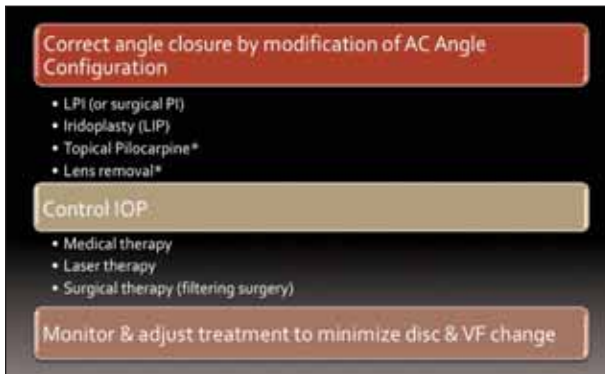 Correct angle closure by modification of AC Angle
Configuration
• LPI (or surgical PI)
• Iridoplasty (LIP)
• Topical Pilocarpine*
• Lens removal*
Control IOP
• Medical therapy
• Laser therapy
• Surgical therapy (filtering surgery)
Monitor & adjust treatment to minimize disc & VF change